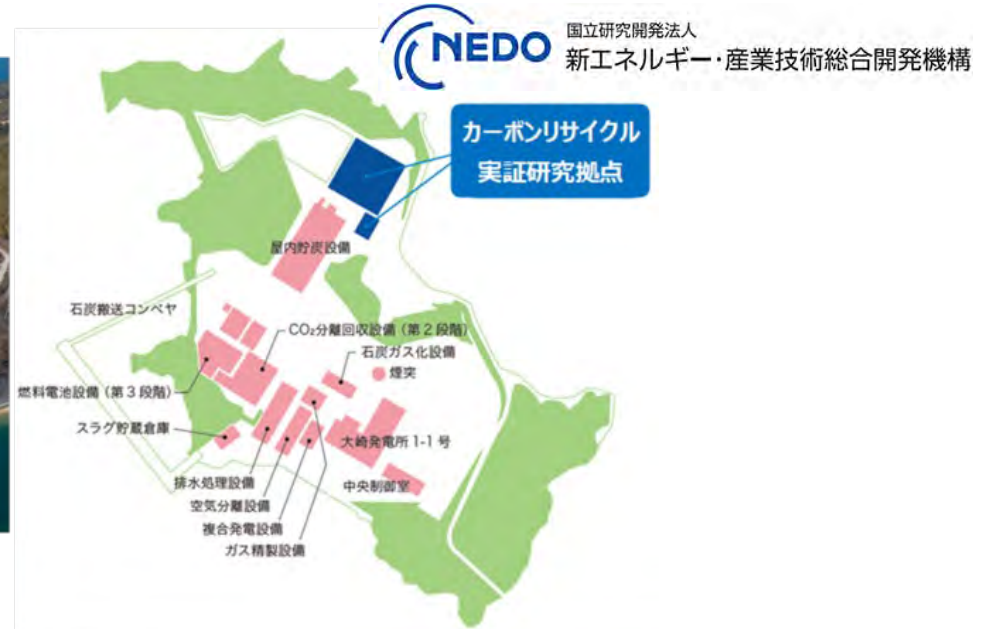 NEDO
国立研究開発法人
新エネルギー・産業技術総合開発機構
カーボンリサイクル
実証研究拠点
屋内貯炭設備
石炭搬送コンベヤ
CO₂分離回収設備（第2段階）
石炭ガス化設備
煙突
燃料電池設備（第3段階）
スラグ貯蔵倉庫
大崎発電所 1-1 号
排水処理設備
中央制御室
空気分離設備
複合発電設備
ガス精製設備